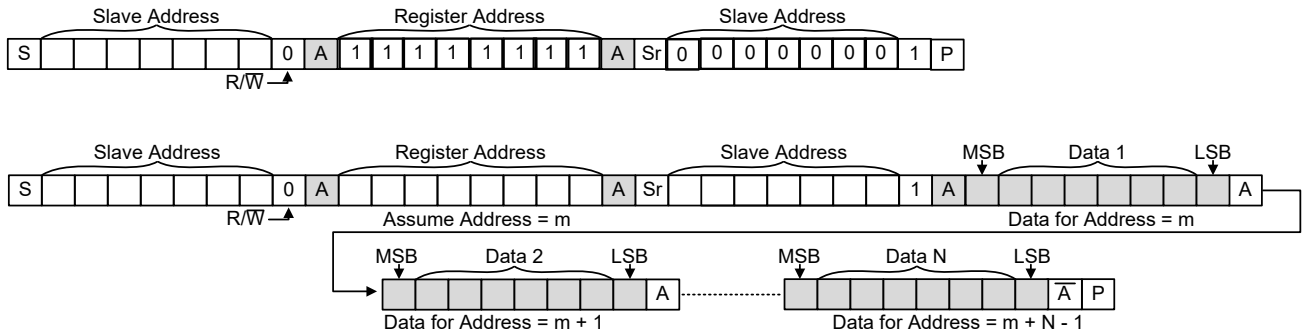 Slave Address Register Address Slave Address
S 0 A 1 1 1 1 1 1 1 1 A Sr 0 0 0 0 0 0 0 1 P
R/W̅
Slave Address Register Address Slave Address MSB Data 1 LSB
S 0 A A Sr 1 A A
R/W̅ Assume Address = m Data for Address = m
MSB Data 2 LSB MSB Data N LSB
A A̅ P
Data for Address = m + 1 Data for Address = m + N - 1